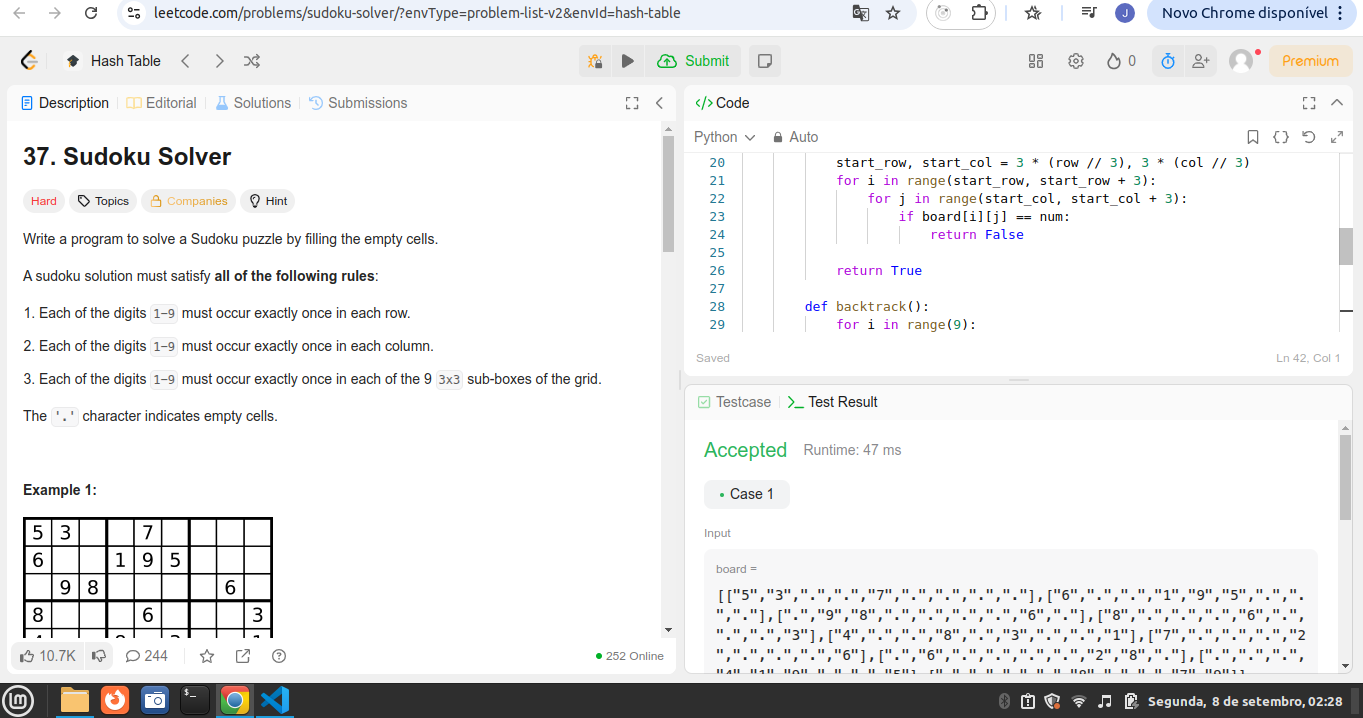 leetcode.com/problems/sudoku-solver/?envType=problem-list-v2&envId=hash-table
J
Novo Chrome disponível
Hash Table
Submit
0
Premium
Description
Editorial
Solutions
Submissions
</> Code
Python
Auto
37. Sudoku Solver
Hard
Topics
Companies
Hint
Write a program to solve a Sudoku puzzle by filling the empty cells.
A sudoku solution must satisfy all of the following rules:
1. Each of the digits 1-9 must occur exactly once in each row.
2. Each of the digits 1-9 must occur exactly once in each column.
3. Each of the digits 1-9 must occur exactly once in each of the 9 3x3 sub-boxes of the grid.
The '.' character indicates empty cells.
Example 1:
5 3 7
6 1 9 5
9 8 6
8 6 3
10.7K
244
252 Online
20 start_row, start_col = 3 * (row // 3), 3 * (col // 3)
21 for i in range(start_row, start_row + 3):
22 for j in range(start_col, start_col + 3):
23 if board[i][j] == num:
24 return False
25
26 return True
27
28 def backtrack():
29 for i in range(9):
Saved
Ln 42, Col 1
Testcase
Test Result
Accepted
Runtime: 47 ms
Case 1
Input
board =
[["5","3",".",".","7",".",".",".","."],["6",".",".","1","9","5",".",".
",".","."],[".","9","8",".",".",".",".","6","."],["8",".",".",".","6",".",
".",".","3"],["4",".",".","8",".","3",".",".","1"],["7",".",".",".","2
",".",".",".","6"],[".","6",".",".",".",".","2","8","."],[".",".",".",
Segunda, 8 de setembro, 02:28